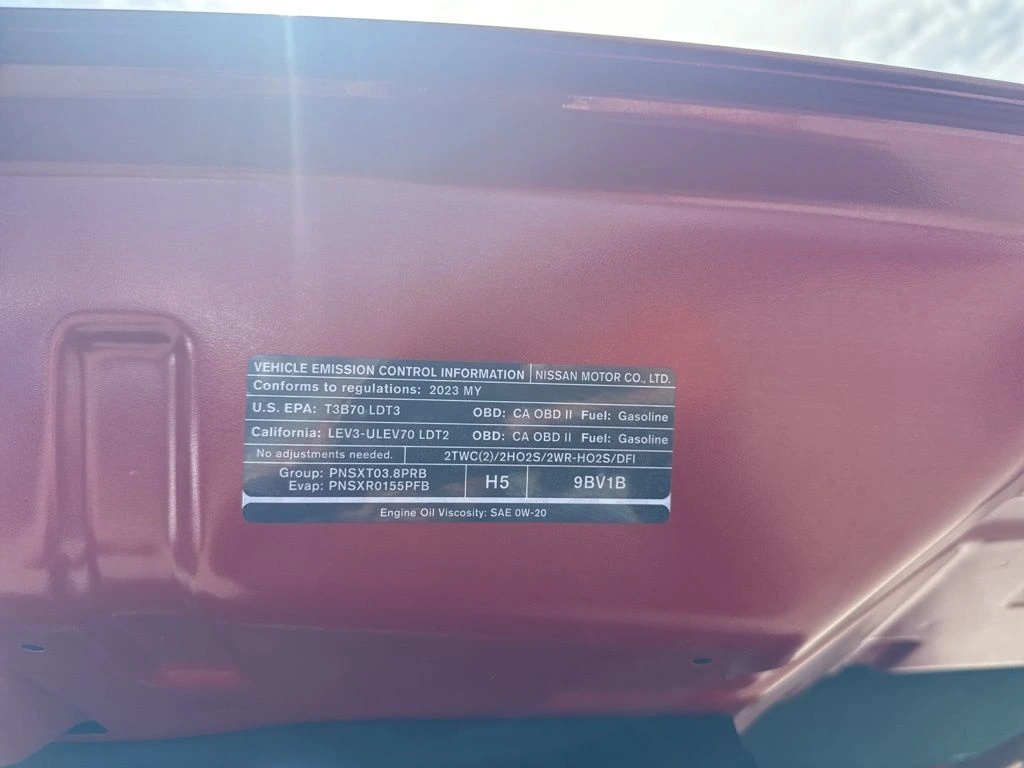 VEHICLE EMISSION CONTROL INFORMATION NISSAN MOTOR CO., LTD.
Conforms to regulations: 2023 MY
U.S. EPA: T3B70 LDT3 OBD: CA OBD II Fuel: Gasoline
California: LEV3-ULEV70 LDT2 OBD: CA OBD II Fuel: Gasoline
No adjustments needed. 2TWC(2)/2HO2S/2WR-HO2S/DFI
Group: PNSXT03.8PRB
Evap: PNSXR0155PFB H5 9BV1B
Engine Oil Viscosity: SAE 0W-20